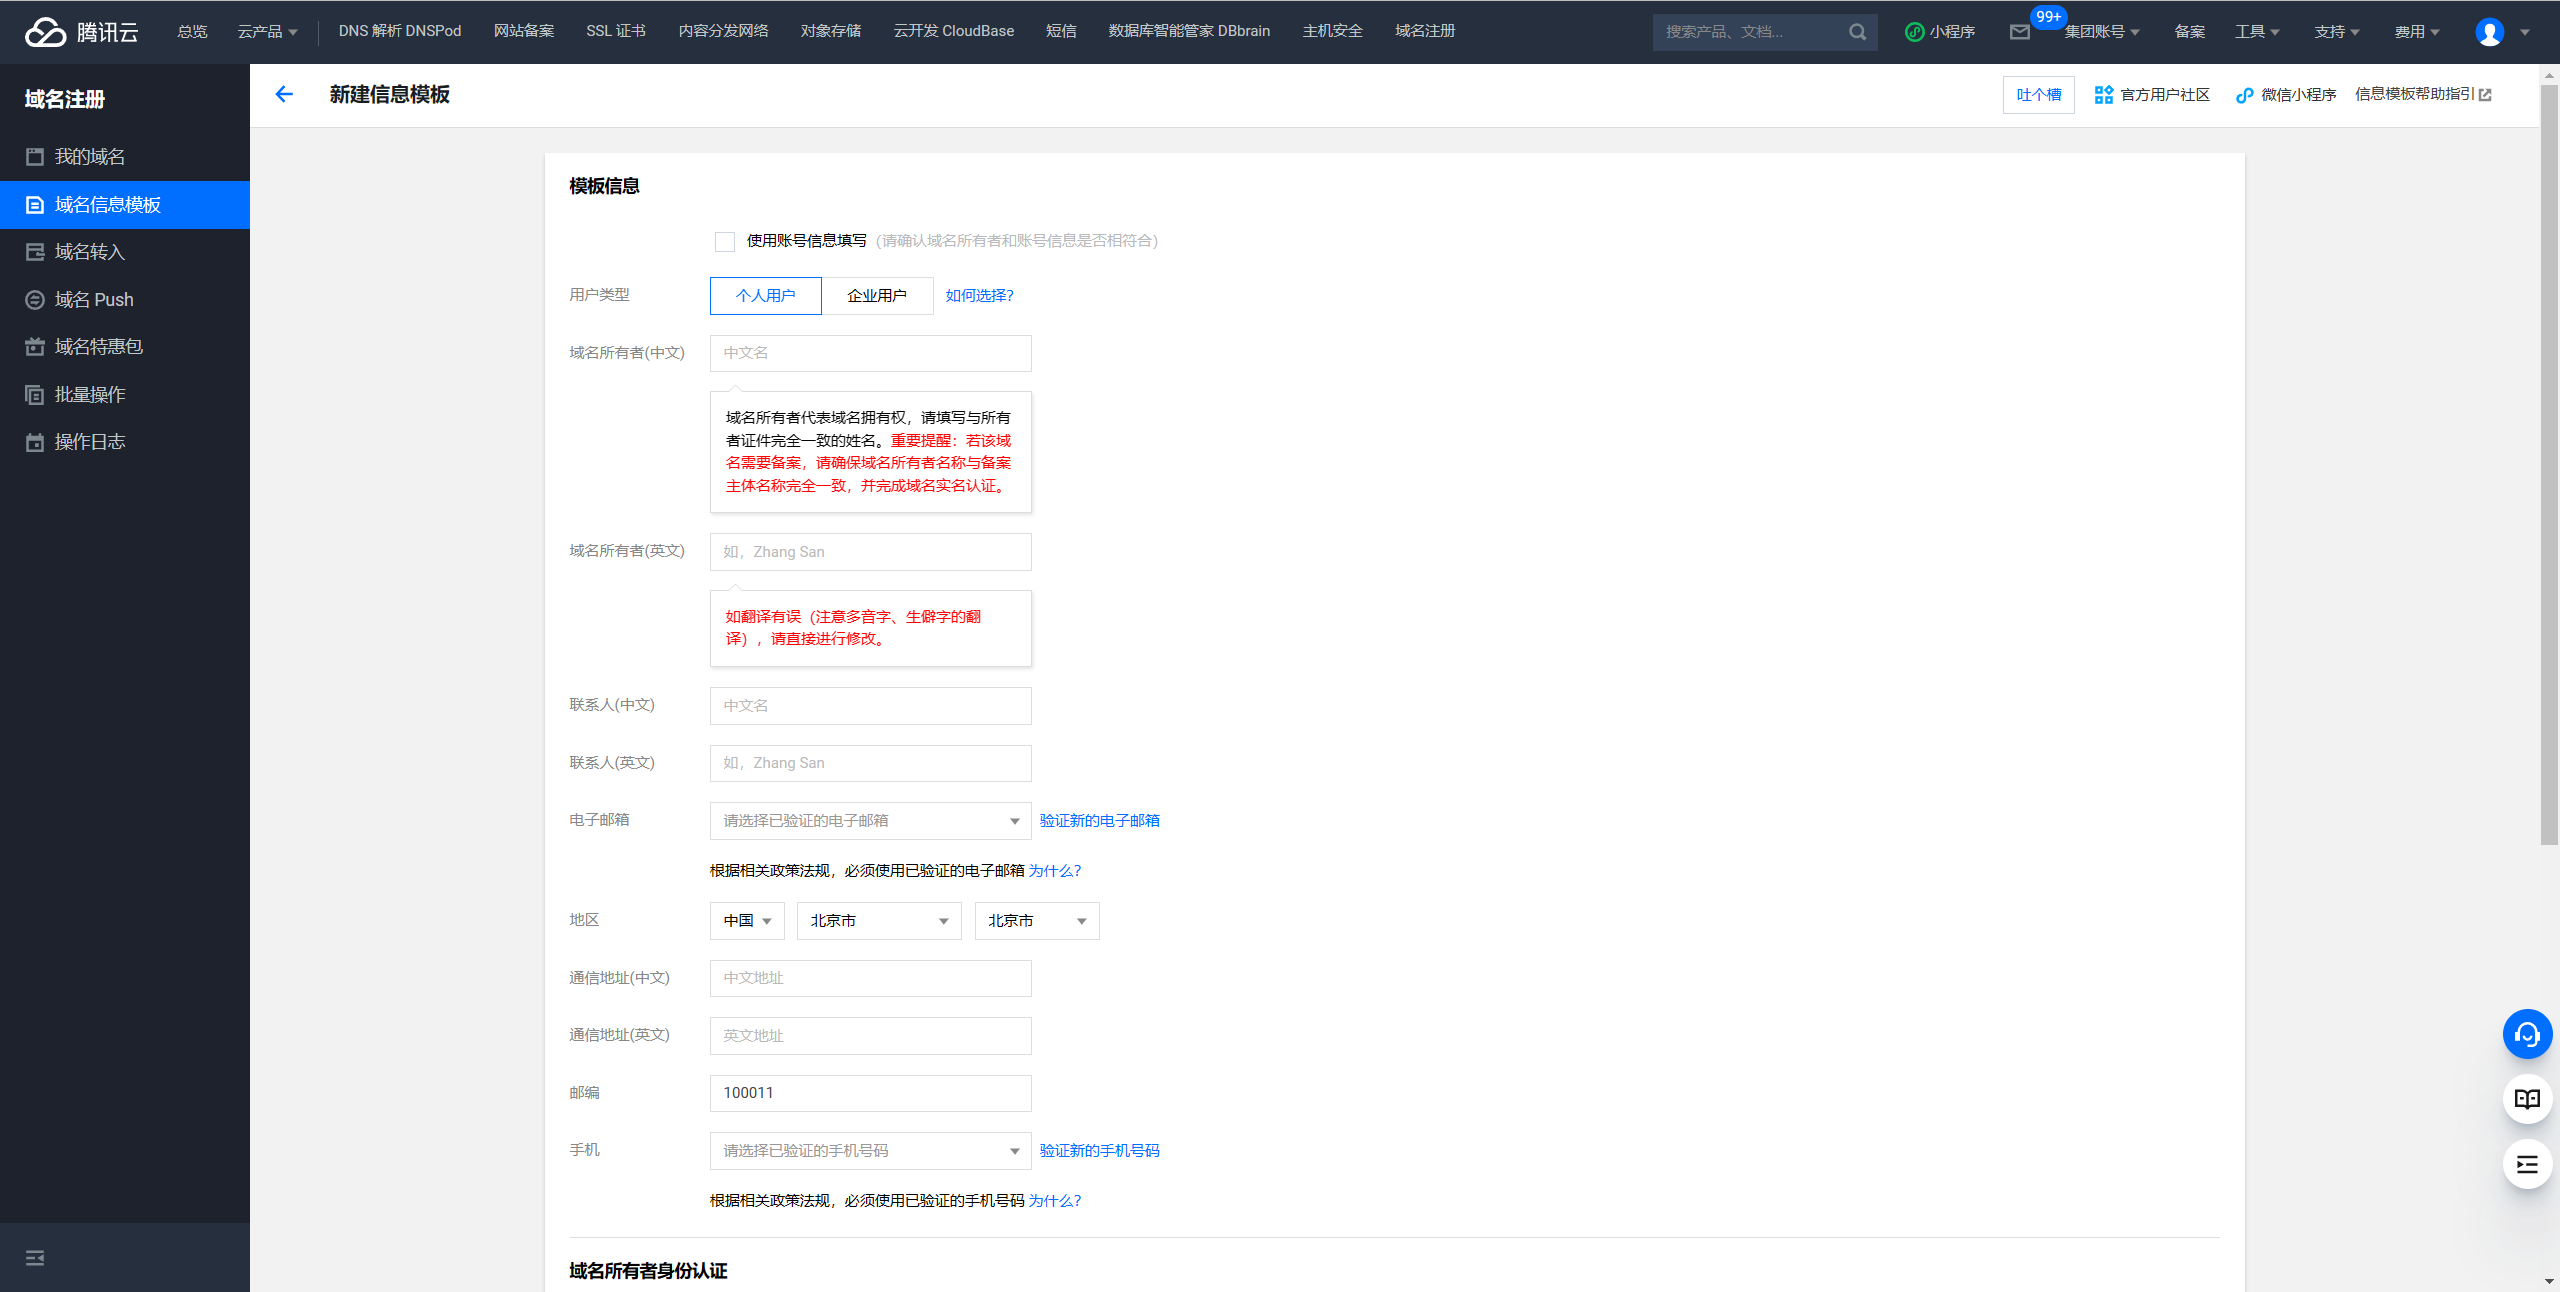 腾讯云 总览 云产品 DNS 解析 DNSPod 网站备案 SSL 证书 内容分发网络 对象存储 云开发 CloudBase 短信 数据库智能管家 DBbrain 主机安全 域名注册 搜索产品、文档... 小程序 99+ 集团账号 备案 工具 支持 费用
域名注册
新建信息模板
吐个槽 官方用户社区 微信小程序 信息模板帮助指引
我的域名
域名信息模板
域名转入
域名 Push
域名特惠包
批量操作
操作日志
模板信息
使用账号信息填写 (请确认域名所有者和账号信息是否相符合)
用户类型 个人用户 企业用户 如何选择?
域名所有者(中文) 中文名
域名所有者代表域名拥有权，请填写与所有
者证件完全一致的姓名。重要提醒：若该域
名需要备案，请确保域名所有者名称与备案
主体名称完全一致，并完成域名实名认证。
域名所有者(英文) 如，Zhang San
如翻译有误（注意多音字、生僻字的翻
译），请直接进行修改。
联系人(中文) 中文名
联系人(英文) 如，Zhang San
电子邮箱 请选择已验证的电子邮箱 验证新的电子邮箱
根据相关政策法规，必须使用已验证的电子邮箱 为什么?
地区 中国 北京市 北京市
通信地址(中文) 中文地址
通信地址(英文) 英文地址
邮编 100011
手机 请选择已验证的手机号码 验证新的手机号码
根据相关政策法规，必须使用已验证的手机号码 为什么?
域名所有者身份认证